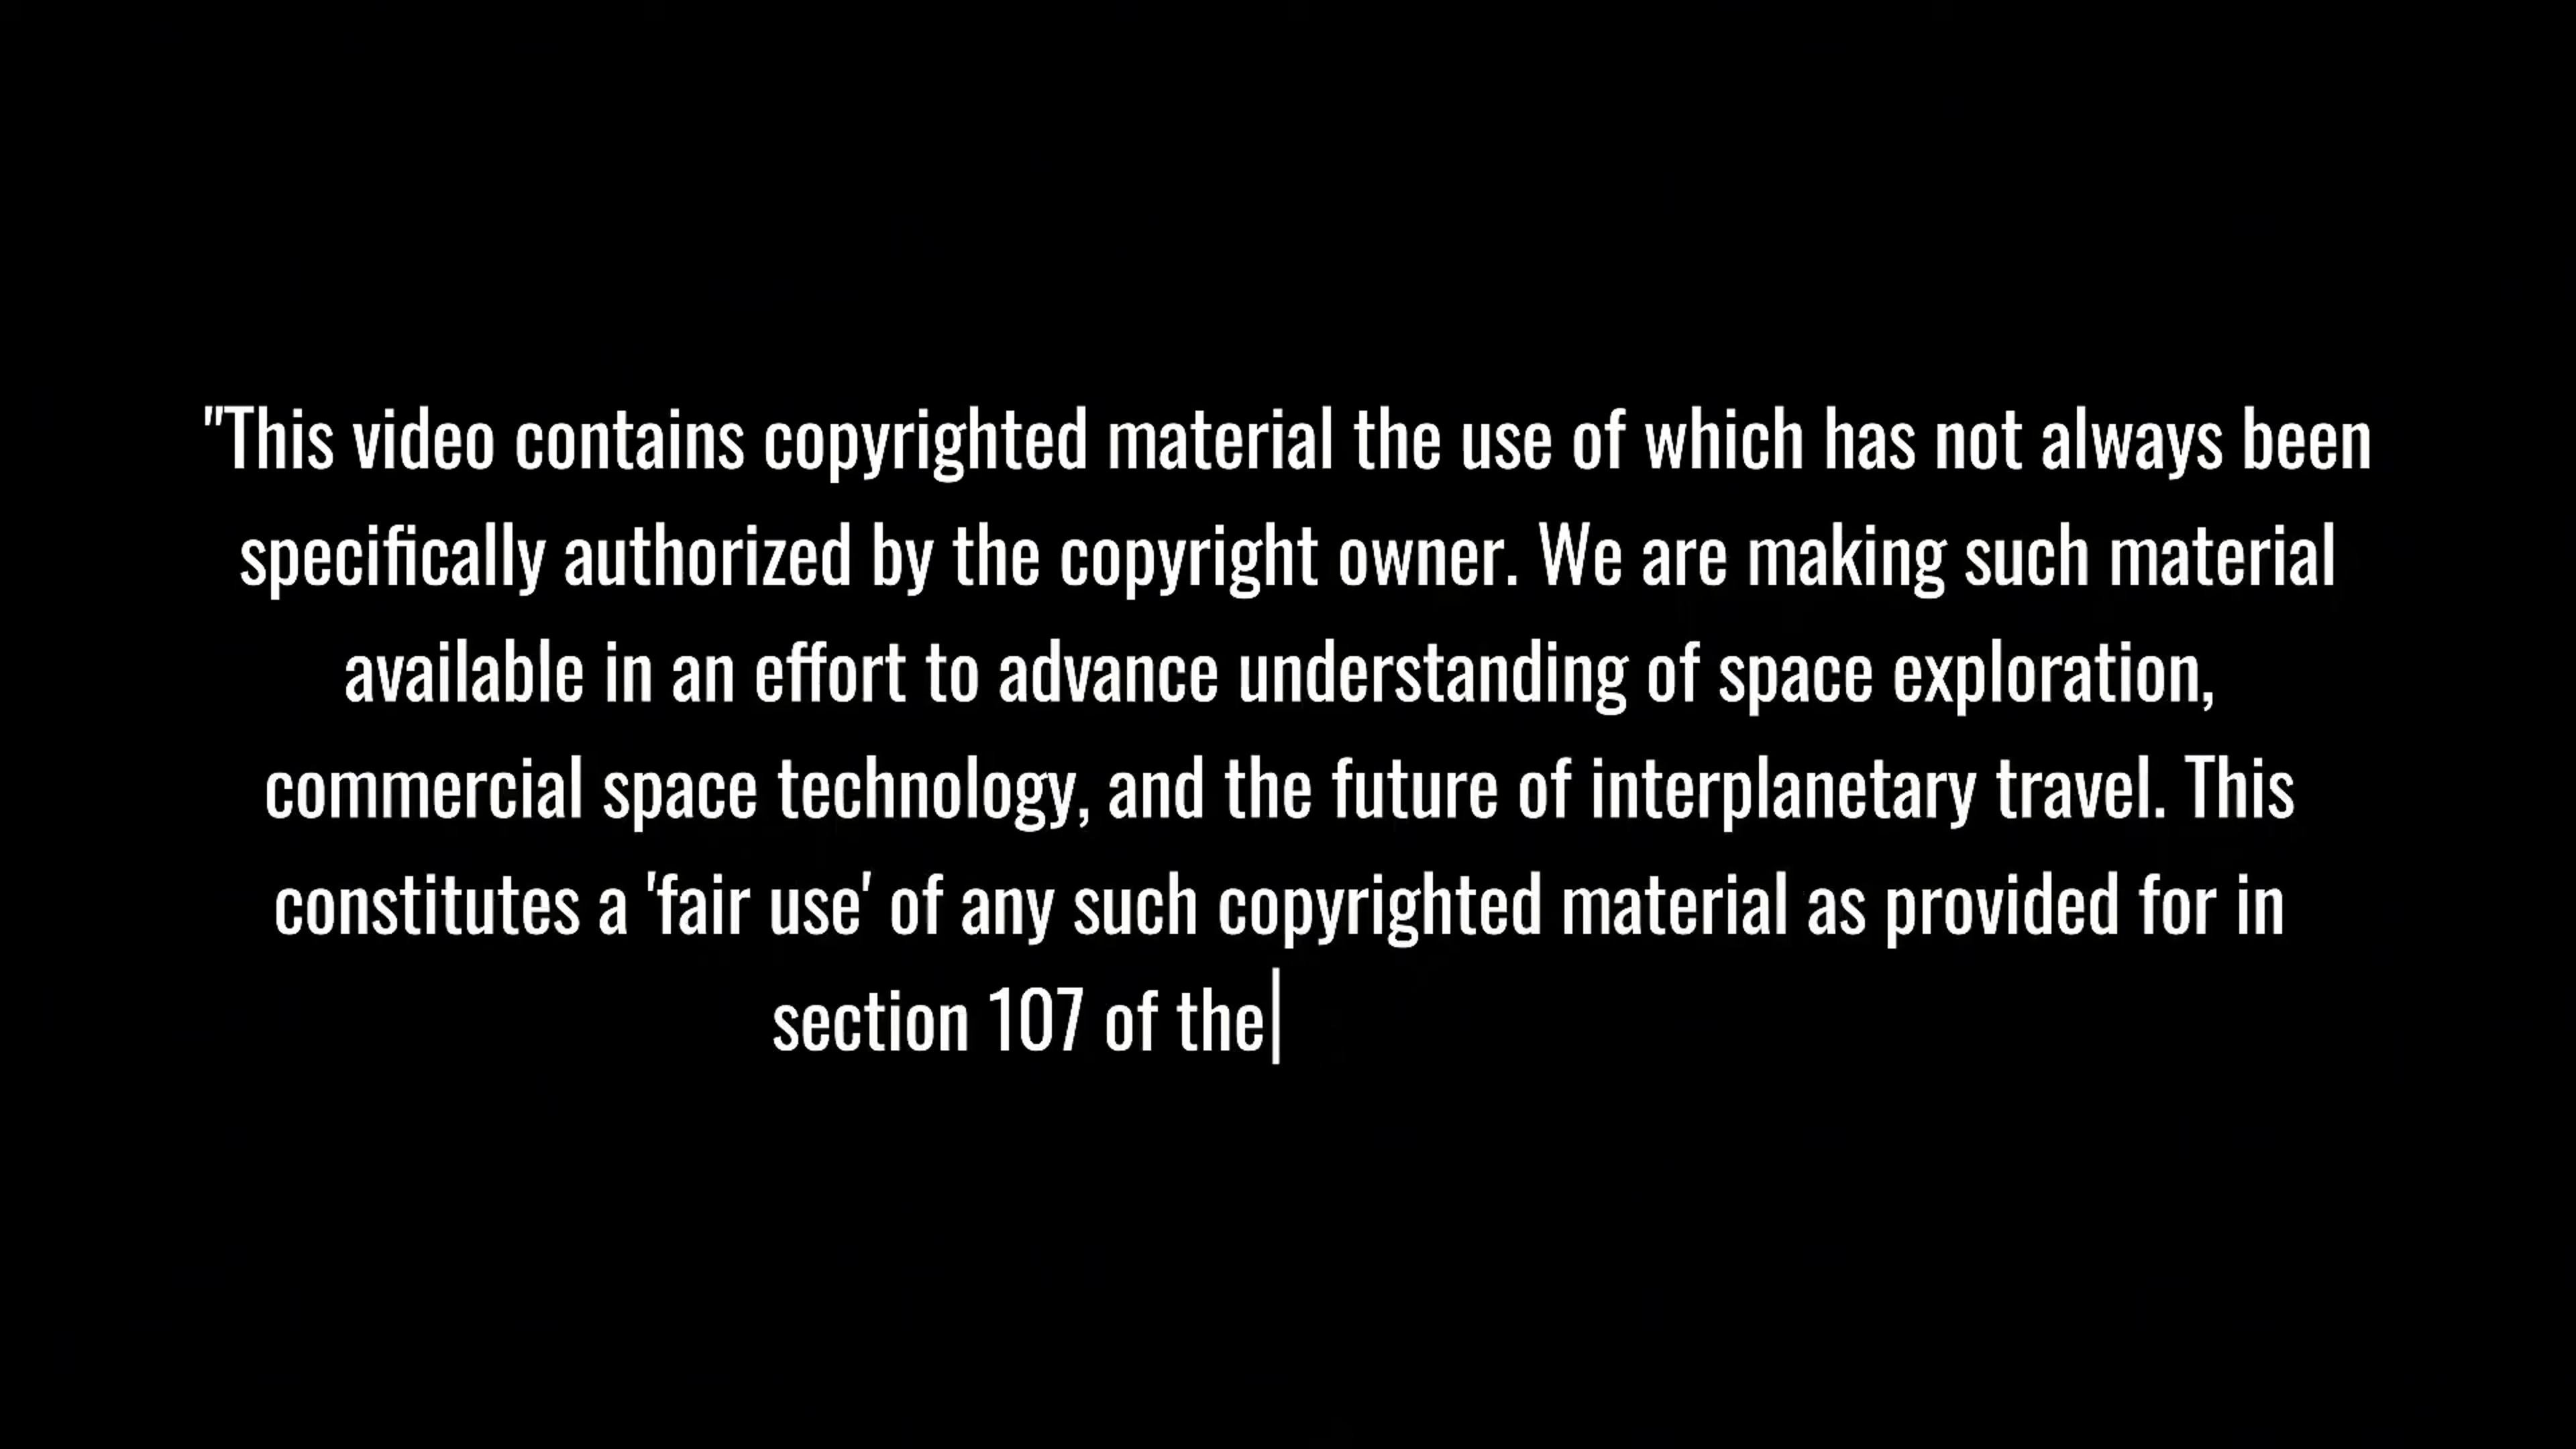 "This video contains copyrighted material the use of which has not always been
specifically authorized by the copyright owner. We are making such material
available in an effort to advance understanding of space exploration,
commercial space technology, and the future of interplanetary travel. This
constitutes a 'fair use' of any such copyrighted material as provided for in
section 107 of the